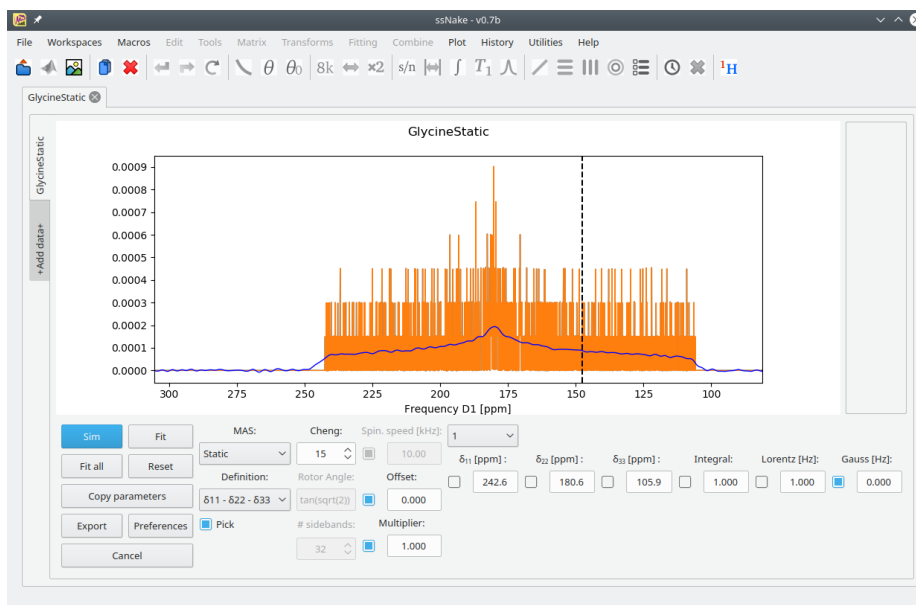 ssNake - v0.7b
File Workspaces Macros Edit Tools Matrix Transforms Fitting Combine Plot History Utilities Help
θ θ₀ 8k ×2 s/n ∫ T₁ ¹H
GlycineStatic
GlycineStatic
+Add data+
GlycineStatic
0.0009
0.0008
0.0007
0.0006
0.0005
0.0004
0.0003
0.0002
0.0001
0.0000
300 275 250 225 200 175 150 125 100
Frequency D1 [ppm]
Sim Fit MAS: Cheng: Spin. speed [kHz]: 1
Static 15 10.00 δ₁₁ [ppm] : δ₂₂ [ppm] : δ₃₃ [ppm] : Integral: Lorentz [Hz]: Gauss [Hz]:
Fit all Reset Definition: Rotor Angle: Offset: 242.6 180.6 105.9 1.000 1.000 0.000
Copy parameters δ11 - δ22 - δ33 tan(sqrt(2)) 0.000
Export Preferences Pick # sidebands: Multiplier:
Cancel 32 1.000